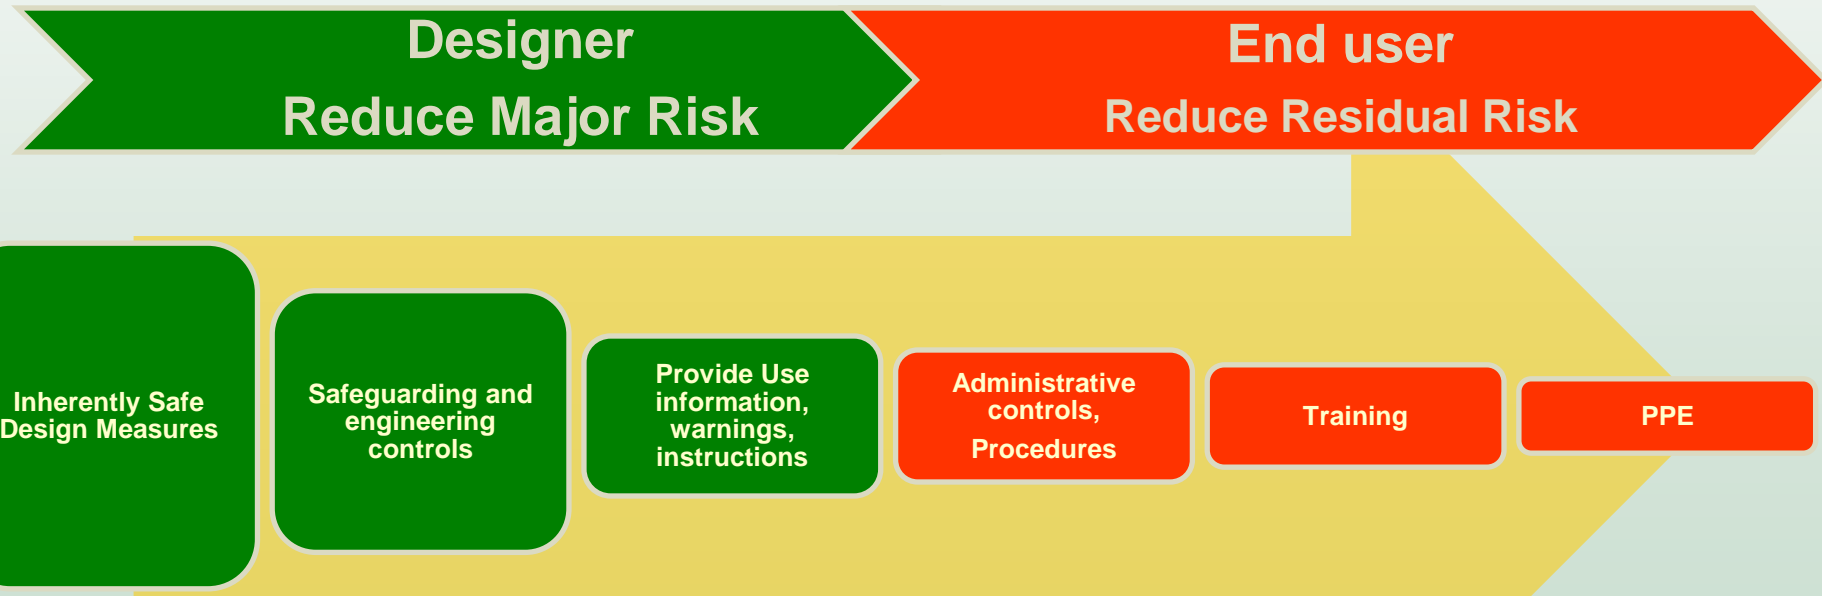 Designer
Reduce Major Risk
End user
Reduce Residual Risk
Inherently Safe
Design Measures
Safeguarding and
engineering
controls
Provide Use
information,
warnings,
instructions
Administrative
controls,
Procedures
Training
PPE